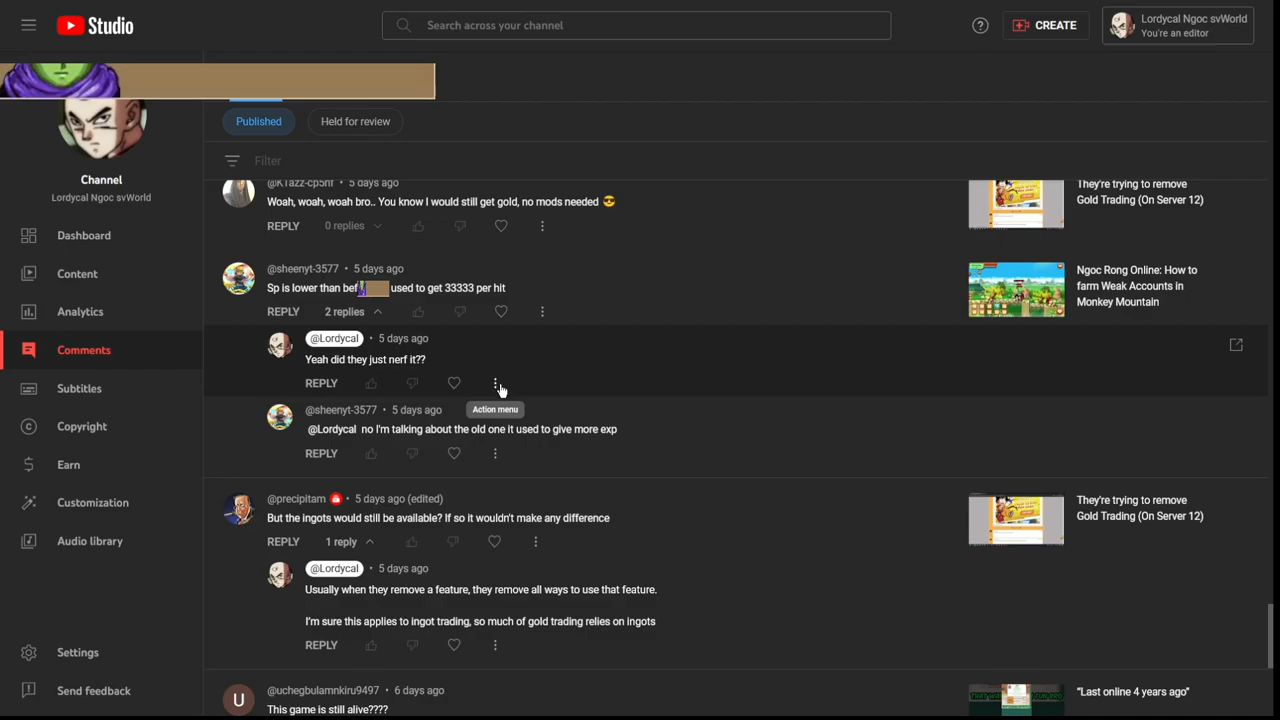 Studio
Search across your channel
CREATE
Lordycal Ngoc svWorld
You're an editor
Published
Held for review
Filter
Channel
Lordycal Ngoc svWorld
Dashboard
Content
Analytics
Comments
Subtitles
Copyright
Earn
Customization
Audio library
Settings
Send feedback
@K1azz-cp5nf • 5 days ago
Woah, woah, woah bro.. You know I would still get gold, no mods needed 😎
REPLY 0 replies
They're trying to remove
Gold Trading (On Server 12)
@sheenyt-3577 • 5 days ago
Sp is lower than bef used to get 33333 per hit
REPLY 2 replies
Ngoc Rong Online: How to
farm Weak Accounts in
Monkey Mountain
@Lordycal • 5 days ago
Yeah did they just nerf it??
REPLY
Action menu
@sheenyt-3577 • 5 days ago
@Lordycal no I'm talking about the old one it used to give more exp
REPLY
@precipitam • 5 days ago (edited)
But the ingots would still be available? If so it wouldn't make any difference
REPLY 1 reply
They're trying to remove
Gold Trading (On Server 12)
@Lordycal • 5 days ago
Usually when they remove a feature, they remove all ways to use that feature.
I'm sure this applies to ingot trading, so much of gold trading relies on ingots
REPLY
U
@uchegbulamnkiru9497 • 6 days ago
This game is still alive????
"Last online 4 years ago"